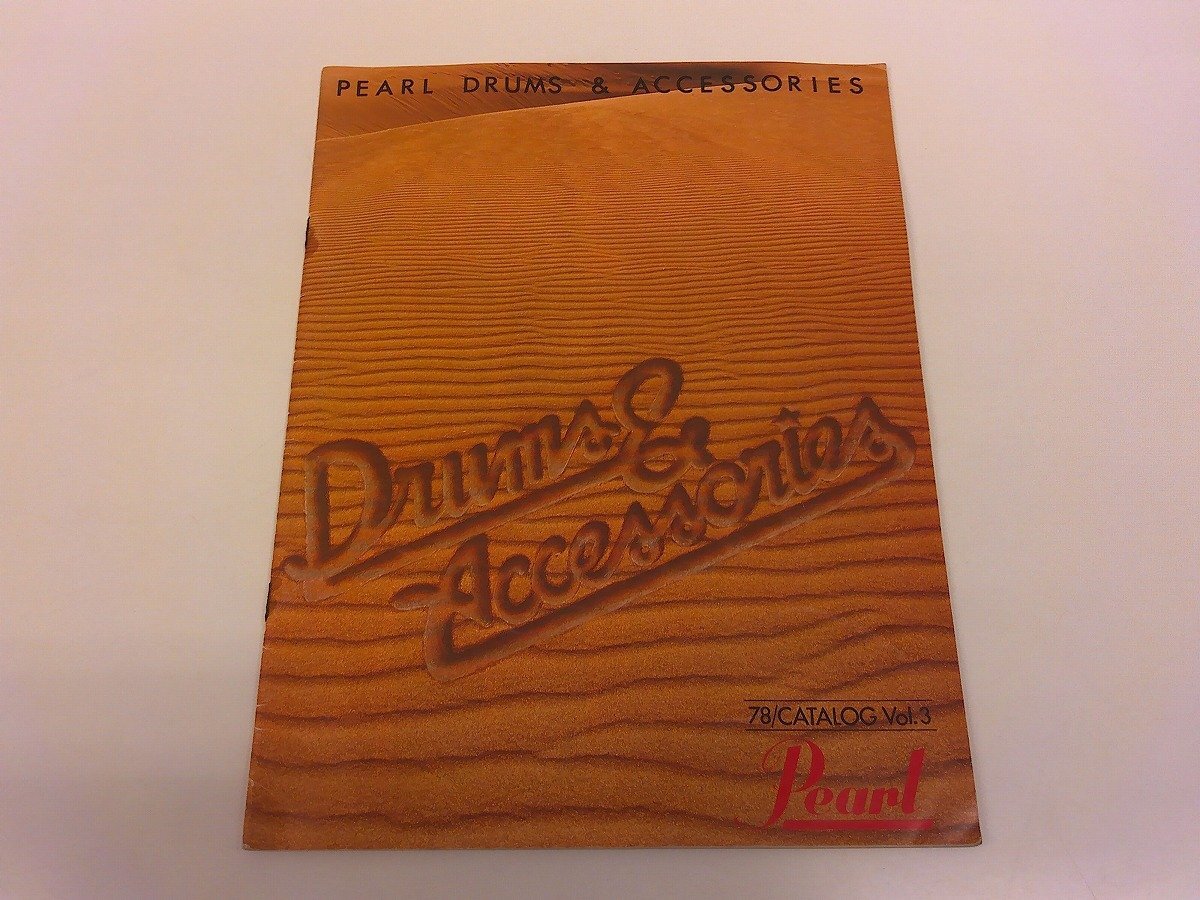 PEARL DRUMS & ACCESSORIES
Drums &
Accessories
78/CATALOG Vol.3
Pearl